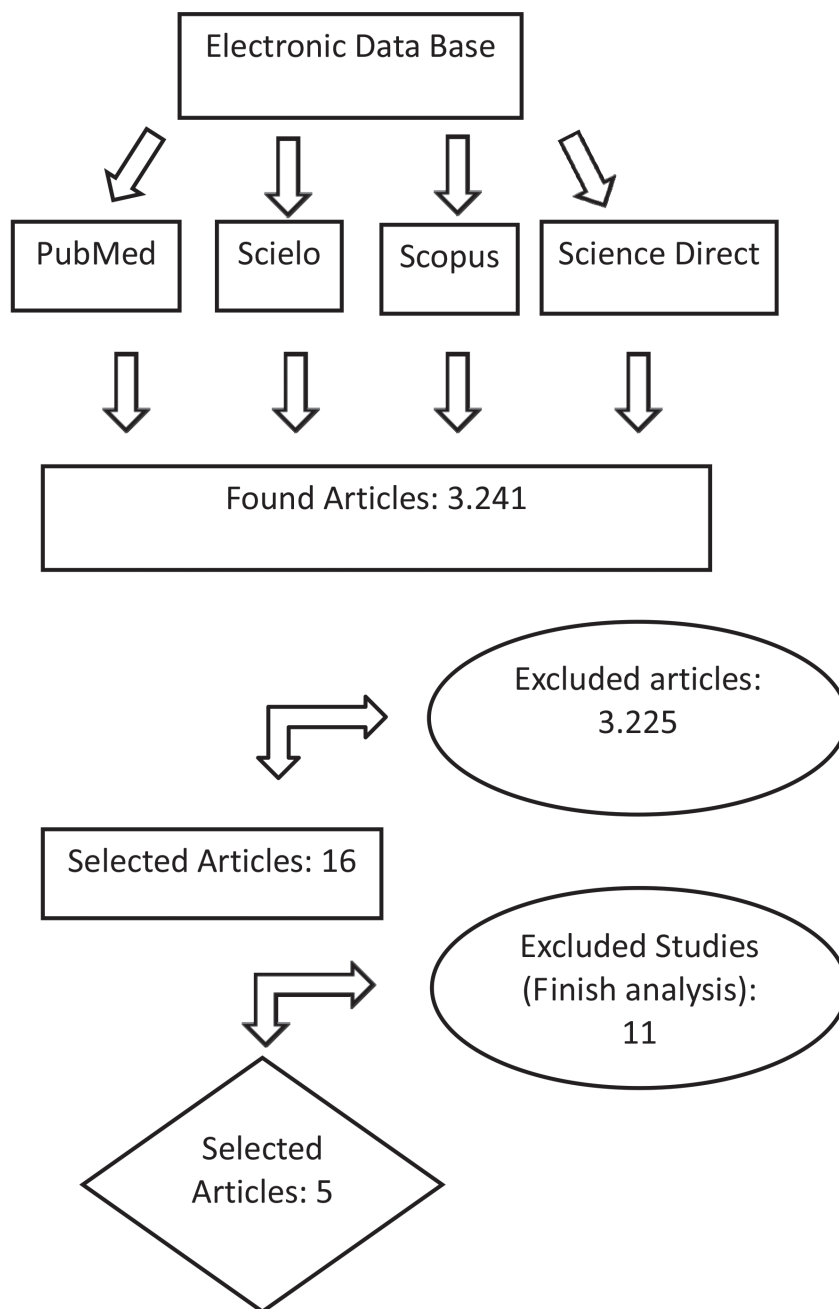 Electronic Data Base
PubMed
Scielo
Scopus
Science Direct
Found Articles: 3.241
Excluded articles:
3.225
Selected Articles: 16
Excluded Studies
(Finish analysis):
11
Selected
Articles: 5